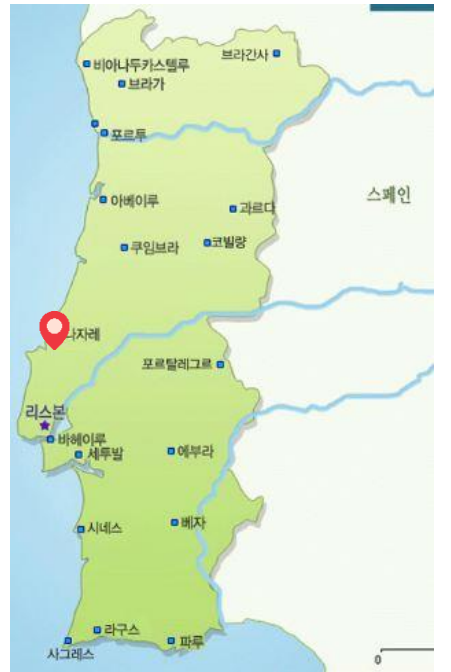 브라간사
비아나두카스텔루
브라가
포르투
아베이루
과르다
스페인
쿠임브라
코빌량
자레
포르탈레그르
리스본
바헤이루
세투발
에부라
시네스
베자
라구스
파루
사그레스
0